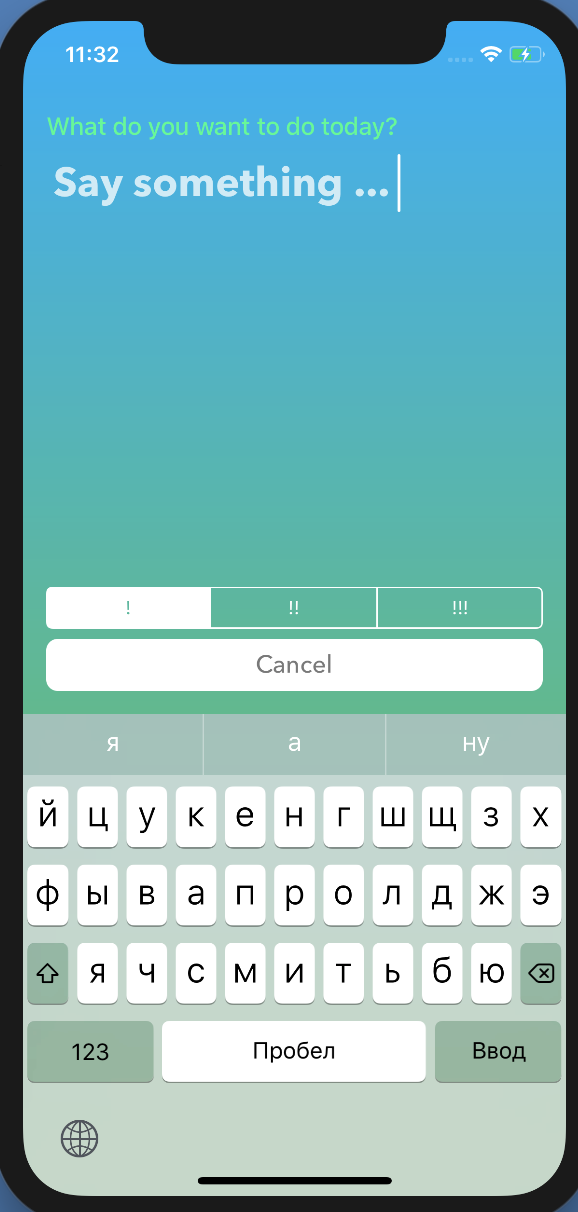 11:32
What do you want to do today?
Say something ...
! !! !!!
Cancel
я а ну
й ц у к е н г ш щ з х
ф ы в а п р о л д ж э
я ч с м и т ь б ю
123 Пробел Ввод